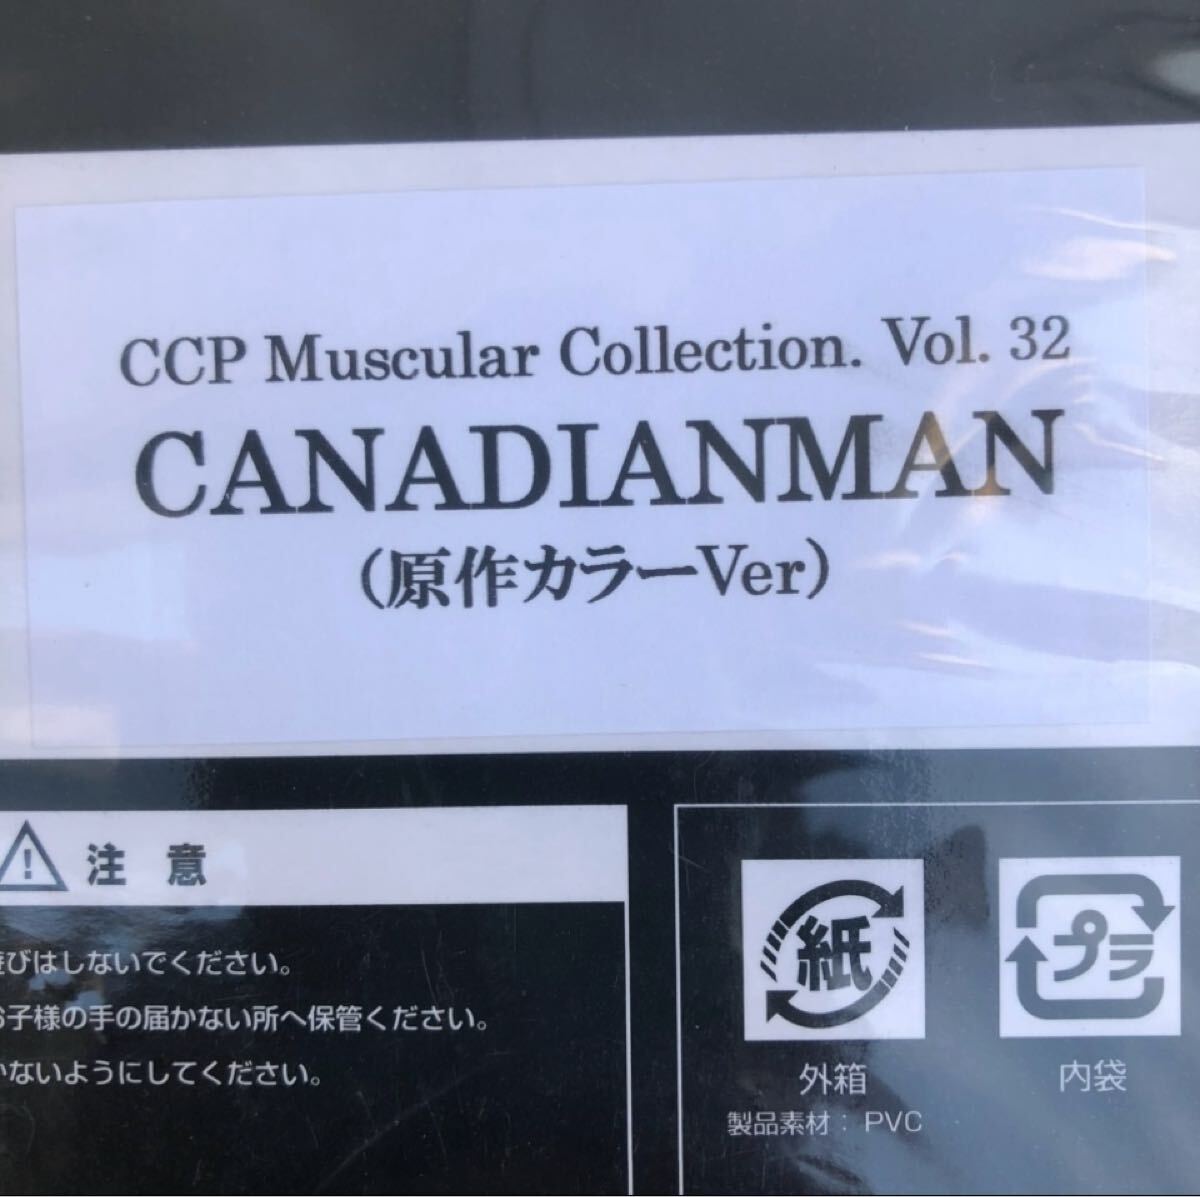 CCP Muscular Collection. Vol. 32
CANADIANMAN
（原作カラーVer）
注 意
遊びはしないでください。
お子様の手の届かない所へ保管ください。
かないようにしてください。
紙
プラ
外箱
内袋
製品素材： PVC